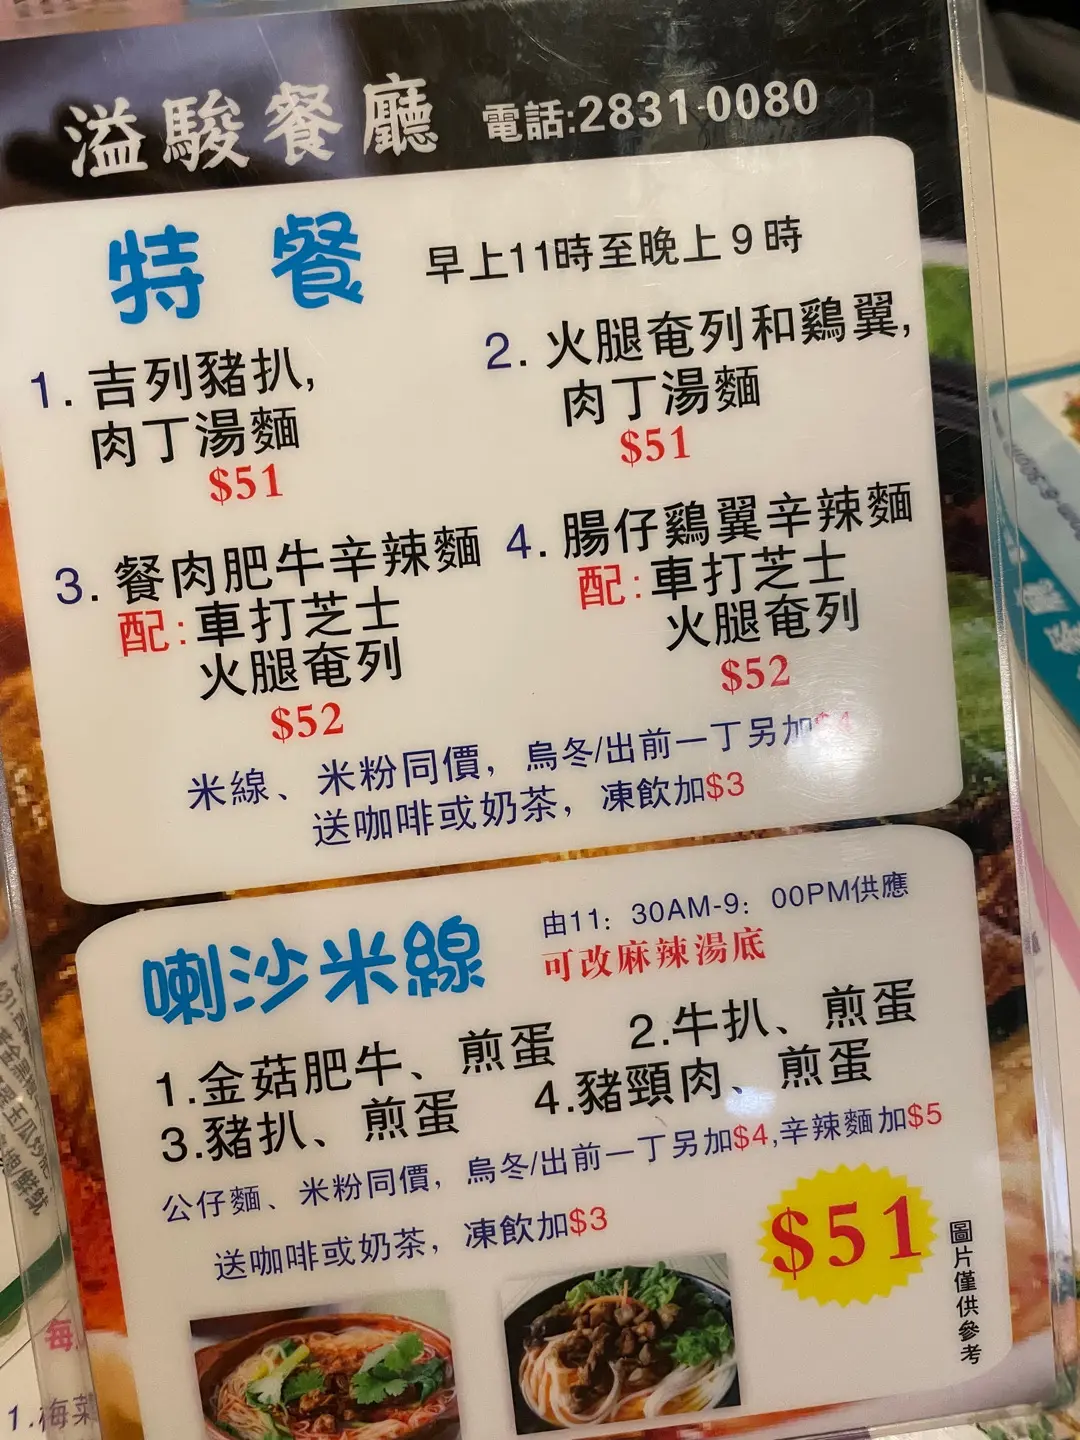 溢駿餐廳 電話:2831-0080
特餐 早上11時至晚上9時
1. 吉列豬扒,
肉丁湯麵
$51
2. 火腿奄列和鷄翼,
肉丁湯麵
$51
3. 餐肉肥牛辛辣麵
配:車打芝士
火腿奄列
$52
4. 腸仔鷄翼辛辣麵
配:車打芝士
火腿奄列
$52
米線、米粉同價，烏冬/出前一丁另加$4
送咖啡或奶茶，凍飲加$3
喇沙米線
由11：30AM-9：00PM供應
可改麻辣湯底
1.金菇肥牛、煎蛋
2.牛扒、煎蛋
3.豬扒、煎蛋
4.豬頸肉、煎蛋
公仔麵、米粉同價，烏冬/出前一丁另加$4,辛辣麵加$5
送咖啡或奶茶，凍飲加$3
$51
圖片僅供參考
每
1.梅菜